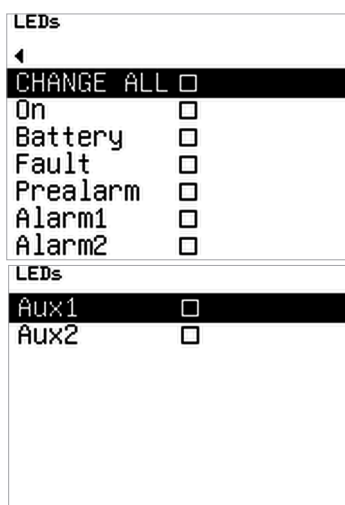 LEDs
CHANGE ALL
On
Battery
Fault
Prealarm
Alarm1
Alarm2
LEDs
Aux1
Aux2